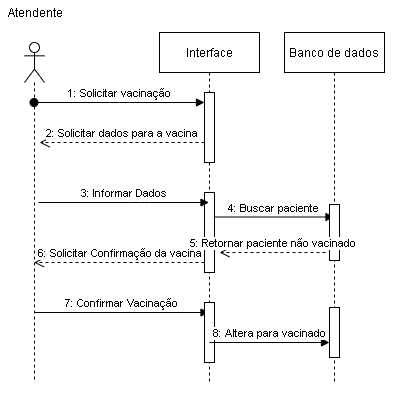 Atendente
Interface
Banco de dados
1: Solicitar vacinação
2: Solicitar dados para a vacina
3: Informar Dados
4: Buscar paciente
5: Retornar paciente não vacinado
6: Solicitar Confirmação da vacina
7: Confirmar Vacinação
8: Altera para vacinado